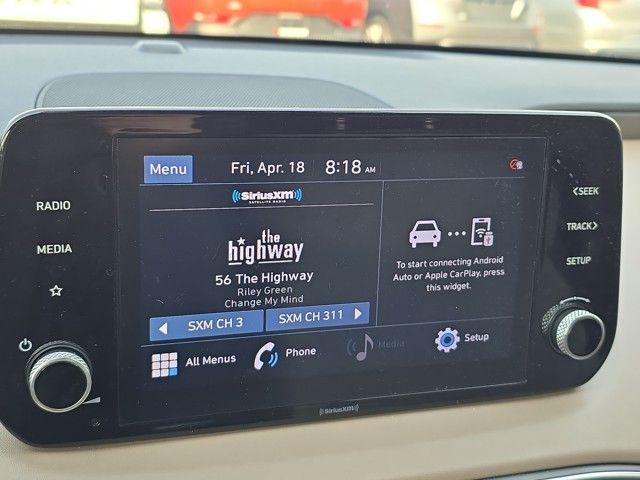 Menu
Fri, Apr. 18
8:18 AM
RADIO
MEDIA
SiriusXM
SATELLITE RADIO
the
highway
56 The Highway
Riley Green
Change My Mind
SXM CH 3
SXM CH 311
To start connecting Android
Auto or Apple CarPlay, press
this widget.
All Menus
Phone
Media
Setup
<SEEK
TRACK>
SETUP
SiriusXM